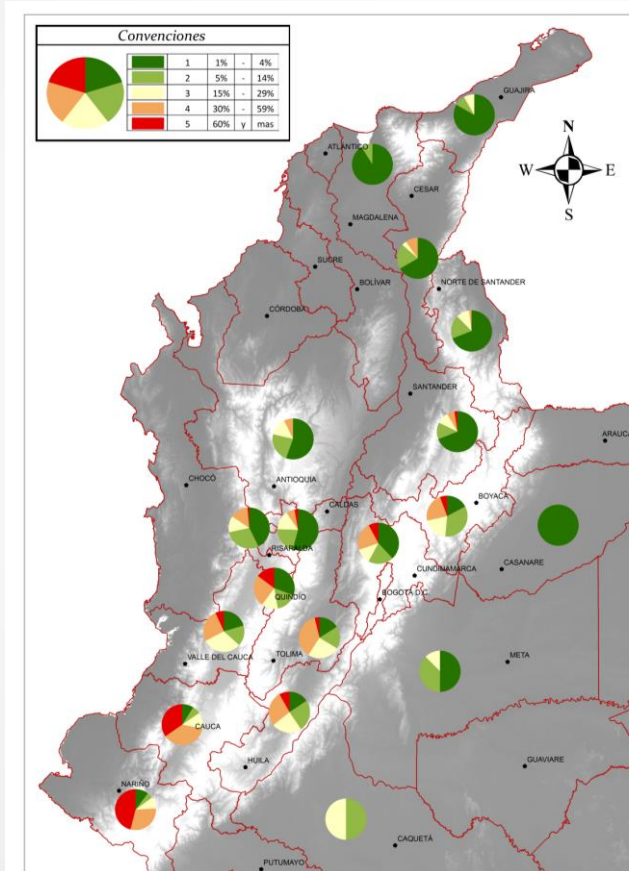 Convenciones
1 1% - 4%
2 5% - 14%
3 15% - 29%
4 30% - 59%
5 60% y mas
GUAJIRA
ATLÁNTICO
N
W E
S
CESAR
MAGDALENA
SUCRE
BOLÍVAR
NORTE DE SANTANDER
CÓRDOBA
SANTANDER
ARAUCA
ANTIOQUIA
CHOCÓ
BOYACÁ
CALDAS
RISARALDA
CUNDINAMARCA
CASANARE
QUINDÍO
BOGOTÁ D.C.
VALLE DEL CAUCA
TOLIMA
META
CAUCA
HUILA
GUAVIARE
NARIÑO
CAQUETÁ
PUTUMAYO